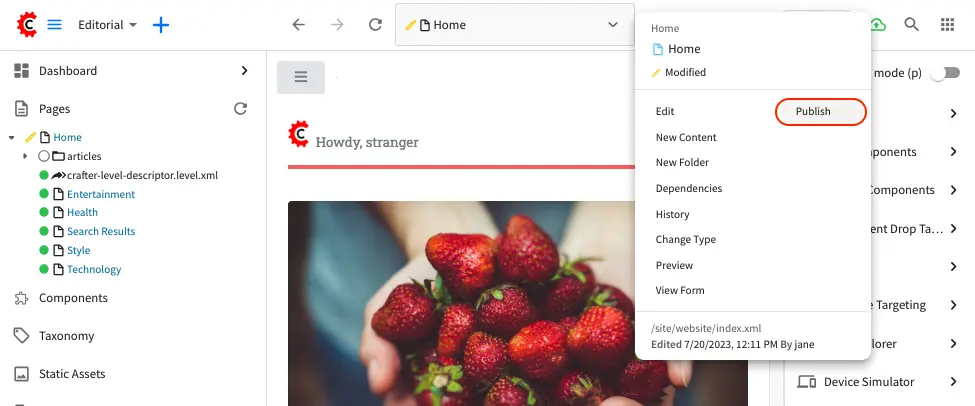 Editorial
Home
Dashboard
Pages
Home
articles
crafter-level-descriptor.level.xml
Entertainment
Health
Search Results
Style
Technology
Components
Taxonomy
Static Assets
Howdy, stranger
Home
Home
Modified
Edit
Publish
New Content
New Folder
Dependencies
History
Change Type
Preview
View Form
/site/website/index.xml
Edited 7/20/2023, 12:11 PM By jane
mode (p)
Components
ent Drop Ta...
Targeting
Device Simulator